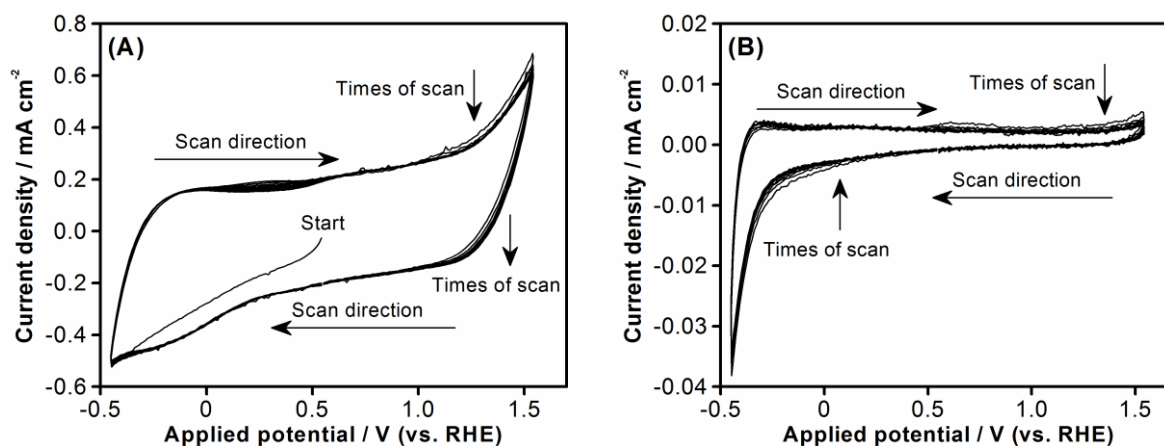 (A)
Current density / mA cm-2
0.8
0.6
0.4
0.2
0.0
-0.2
-0.4
-0.6
Times of scan
Scan direction
Start
Times of scan
Scan direction
-0.5 0 0.5 1.0 1.5
Applied potential / V (vs. RHE)
(B)
Current density / mA cm-2
0.02
0.01
0.00
-0.01
-0.02
-0.03
-0.04
Times of scan
Scan direction
Scan direction
Times of scan
-0.5 0 0.5 1.0 1.5
Applied potential / V (vs. RHE)